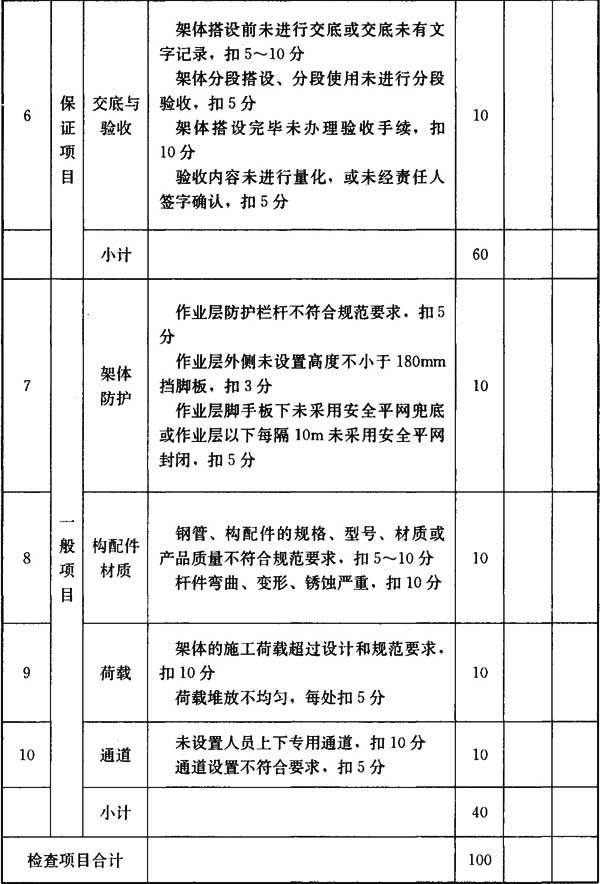 架体搭设前未进行交底或交底未有文
字记录，扣5～10分
架体分段搭设、分段使用未进行分段
验收，扣5分
架体搭设完毕未办理验收手续，扣
10分
验收内容未进行量化，或未经责任人
签字确认，扣5分
6
保证项目
交底与
验收
10
小计
60
作业层防护栏杆不符合规范要求，扣5
分
作业层外侧未设置高度不小于180mm
挡脚板，扣3分
作业层脚手板下未采用安全平网兜底
或作业层以下每隔10m未采用安全平网
封闭，扣5分
7
架体
防护
10
一般项目
8
构配件
材质
钢管、构配件的规格、型号、材质或
产品质量不符合规范要求，扣5～10分
杆件弯曲、变形、锈蚀严重，扣10分
10
9
荷载
架体的施工荷载超过设计和规范要求，
扣10分
荷载堆放不均匀，每处扣5分
10
10
通道
未设置人员上下专用通道，扣10分
通道设置不符合要求，扣5分
10
小计
40
检查项目合计
100